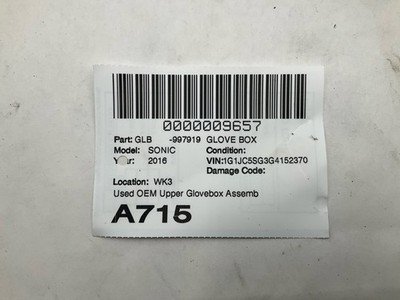 0000009657
Part: GLB -997919 GLOVE BOX
Model: SONIC Condition:
Year: 2016 VIN:1G1JC5SG3G4152370
Damage Code:
Location: WK3
Used OEM Upper Glovebox Assemb
A715